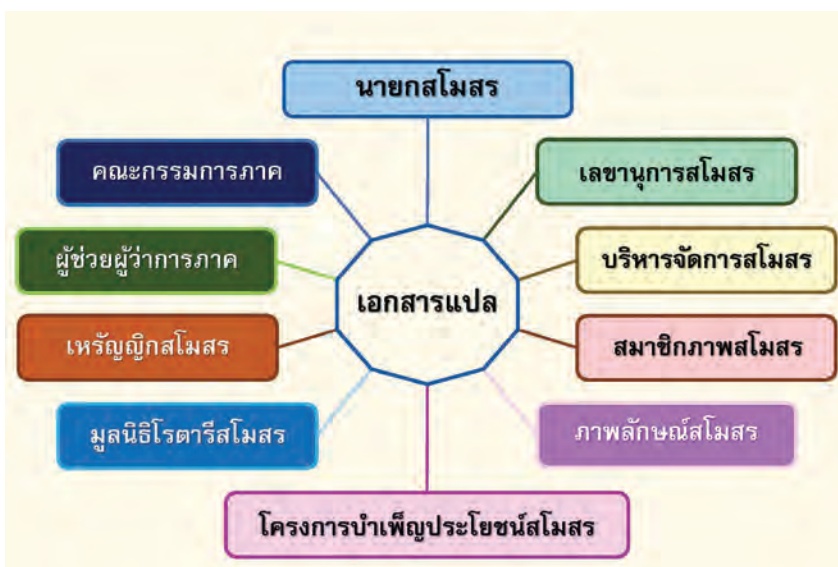 นายกสโมสร
คณะกรรมการภาค
เลขานุการสโมสร
ผู้ช่วยผู้ว่าการภาค
บริหารจัดการสโมสร
เอกสารแปล
เหรัญญิกสโมสร
สมาชิกภาพสโมสร
มูลนิธิโรตารีสโมสร
ภาพลักษณ์สโมสร
โครงการบำเพ็ญประโยชน์สโมสร